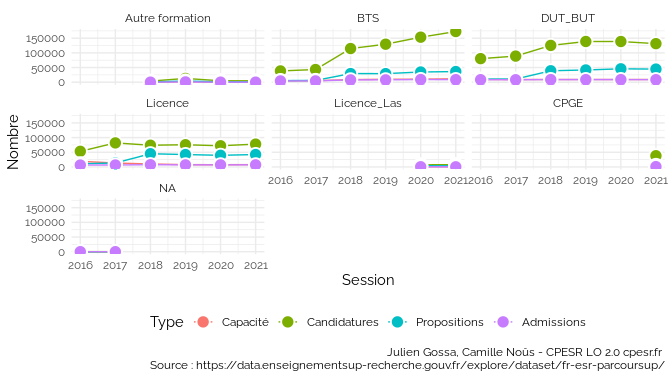 Autre formation
BTS
DUT_BUT
150000
100000
50000
0
Licence
Licence_Las
CPGE
150000
100000
50000
0
2016 2017 2018 2019 2020 2021
2016 2017 2018 2019 2020 2021
NA
150000
100000
50000
0
2016 2017 2018 2019 2020 2021
Nombre
Session
Type Capacité Candidatures Propositions Admissions
Julien Gossa, Camille Noûs - CPESR LO 2.0 cpesr.fr
Source : https://data.enseignementsup-recherche.gouv.fr/explore/dataset/fr-esr-parcoursup/